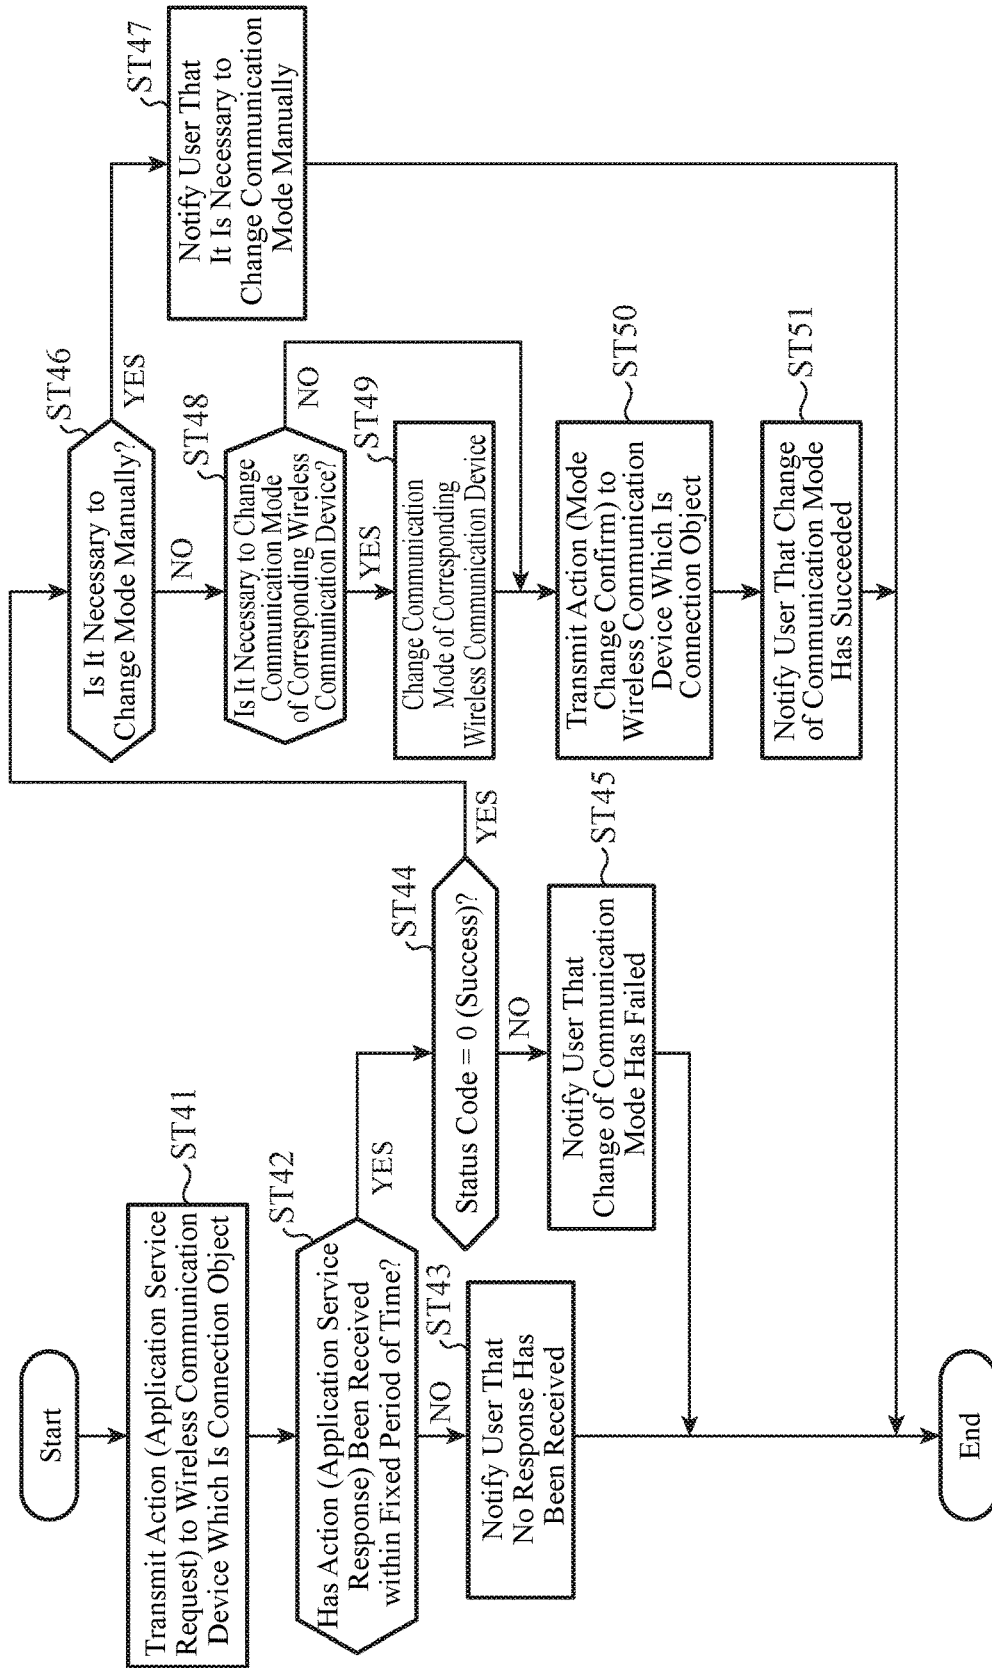 Start
Transmit Action (Application Service
Request) to Wireless Communication
Device Which Is Connection Object
ST41
Has Action (Application Service
Response) Been Received
within Fixed Period of Time?
ST42
YES
NO
Notify User That
No Response Has
Been Received
ST43
Status Code = 0 (Success)?
ST44
YES
NO
Notify User That
Change of Communication
Mode Has Failed
ST45
Is It Necessary to
Change Mode Manually?
ST46
YES
NO
Notify User That
It Is Necessary to
Change Communication
Mode Manually
ST47
Is It Necessary to Change
Communication Mode
of Corresponding Wireless
Communication Device?
ST48
NO
YES
Change Communication
Mode of Corresponding
Wireless Communication Device
ST49
Transmit Action (Mode
Change Confirm) to
Wireless Communication
Device Which Is
Connection Object
ST50
Notify User That Change
of Communication Mode
Has Succeeded
ST51
End